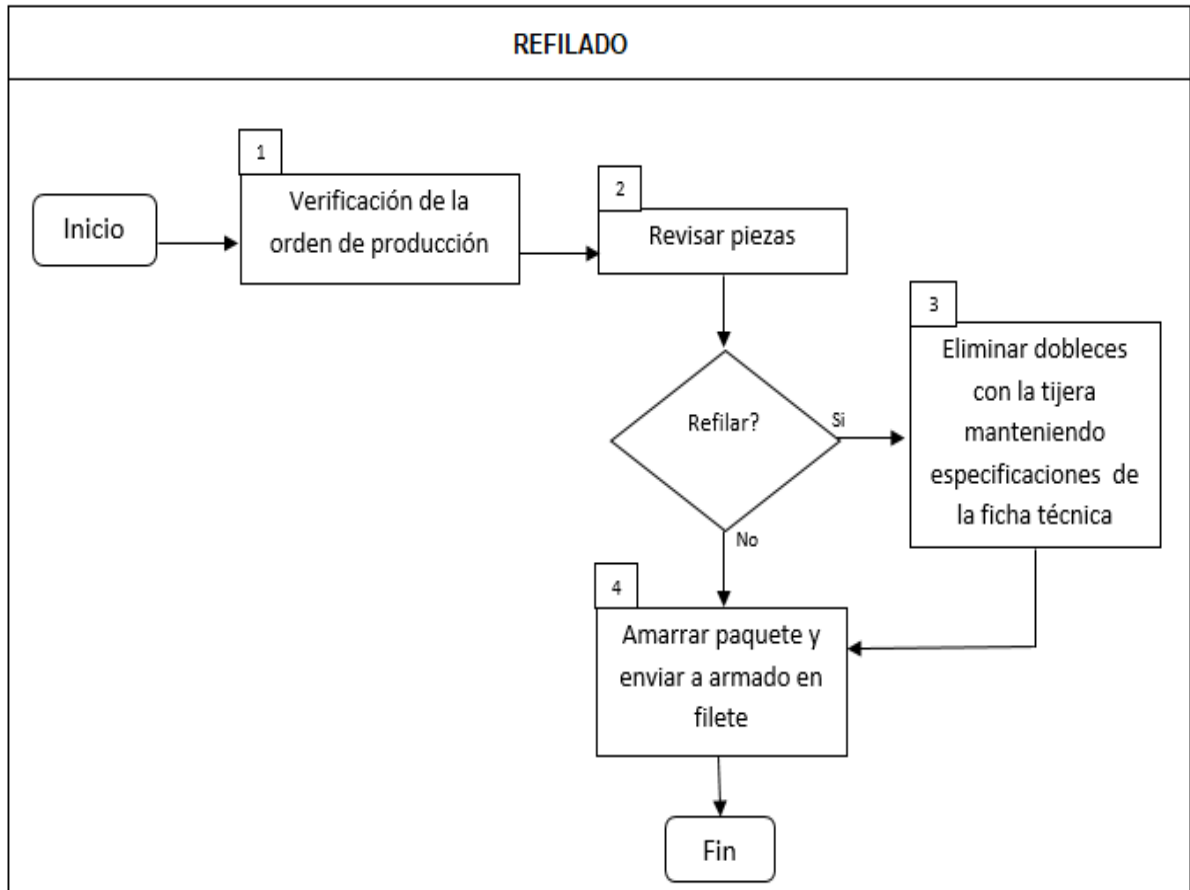 REFILADO
Inicio
1
Verificación de la
orden de producción
2
Revisar piezas
Refilar?
Si
3
Eliminar dobleces
con la tijera
manteniendo
especificaciones de
la ficha técnica
No
4
Amarrar paquete y
enviar a armado en
filete
Fin